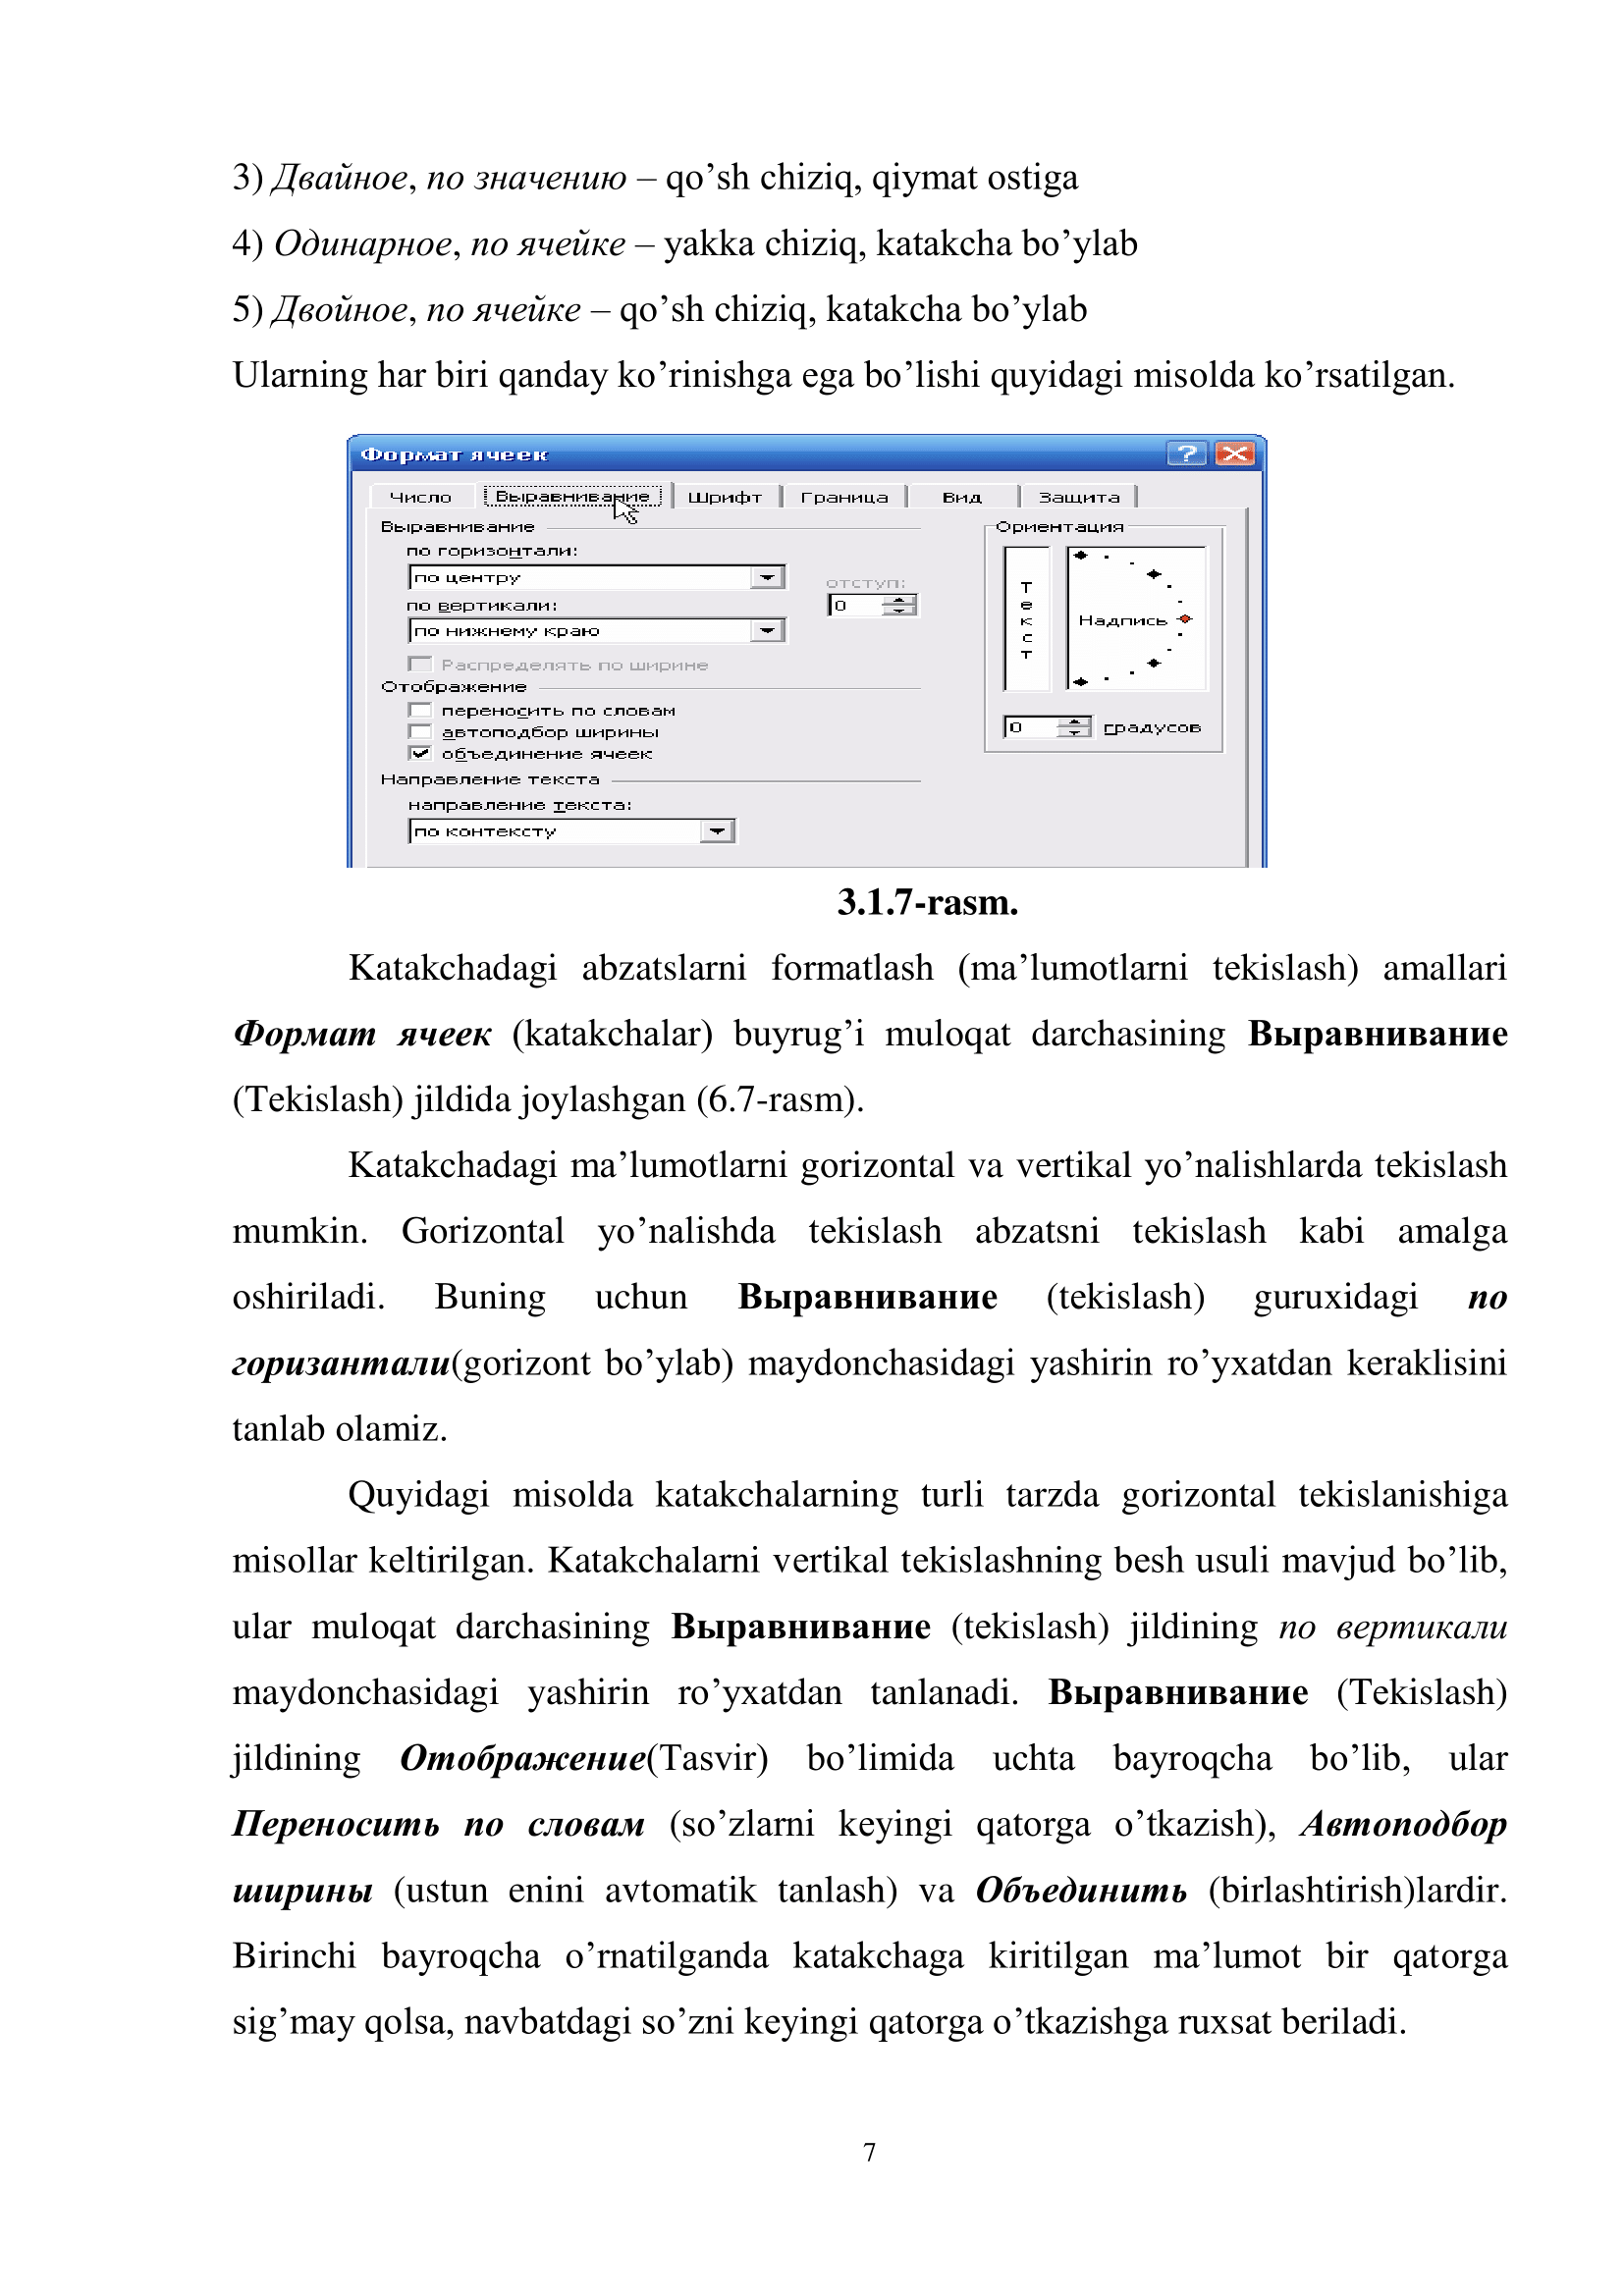 3) Двайное, по значению – qo’sh chiziq, qiymat ostiga
4) Одинарное, по ячейке – yakka chiziq, katakcha bo’ylab
5) Двойное, по ячейке – qo’sh chiziq, katakcha bo’ylab
Ularning har biri qanday ko’rinishga ega bo’lishi quyidagi misolda ko’rsatilgan.
Формат ячеек
Число Выравнивание Шрифт Граница Вид Защита
Выравнивание
по горизонтали:
по центру
отступ:
0
по вертикали:
по нижнему краю
Распределять по ширине
Отображение
переносить по словам
автоподбор ширины
объединение ячеек
Направление текста
направление текста:
по контексту
Ориентация
Текст
Надпись
0 градусов
3.1.7-rasm.
Katakchadagi abzatslarni formatlash (ma’lumotlarni tekislash) amallari
Формат ячеек (katakchalar) buyrug’i muloqat darchasining Выравнивание
(Tekislash) jildida joylashgan (6.7-rasm).
Katakchadagi ma’lumotlarni gorizontal va vertikal yo’nalishlarda tekislash
mumkin. Gorizontal yo’nalishda tekislash abzatsni tekislash kabi amalga
oshiriladi. Buning uchun Выравнивание (tekislash) guruxidagi по
горизантали(gorizont bo’ylab) maydonchasidagi yashirin ro’yxatdan keraklisini
tanlab olamiz.
Quyidagi misolda katakchalarning turli tarzda gorizontal tekislanishiga
misollar keltirilgan. Katakchalarni vertikal tekislashning besh usuli mavjud bo’lib,
ular muloqat darchasining Выравнивание (tekislash) jildining по вертикали
maydonchasidagi yashirin ro’yxatdan tanlanadi. Выравнивание (Tekislash)
jildining Отображение(Tasvir) bo’limida uchta bayroqcha bo’lib, ular
Переносить по словам (so’zlarni keyingi qatorga o’tkazish), Автоподбор
ширины (ustun enini avtomatik tanlash) va Объединить (birlashtirish)lardir.
Birinchi bayroqcha o’rnatilganda katakchaga kiritilgan ma’lumot bir qatorga
sig’may qolsa, navbatdagi so’zni keyingi qatorga o’tkazishga ruxsat beriladi.
7